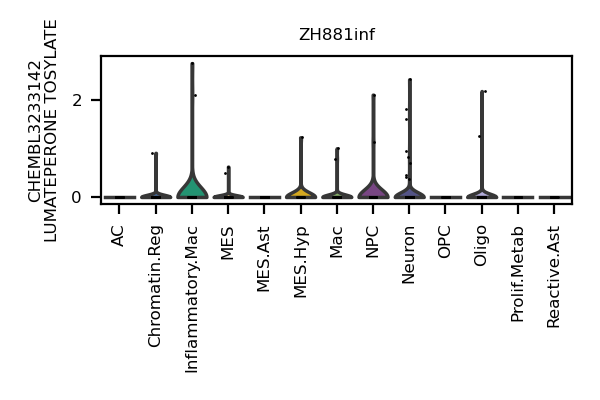 ZH881inf
CHEMBL3233142
LUMATEPERONE TOSYLATE
2
0
AC
Chromatin.Reg
Inflammatory.Mac
MES
MES.Ast
MES.Hyp
Mac
NPC
Neuron
OPC
Oligo
Prolif.Metab
Reactive.Ast